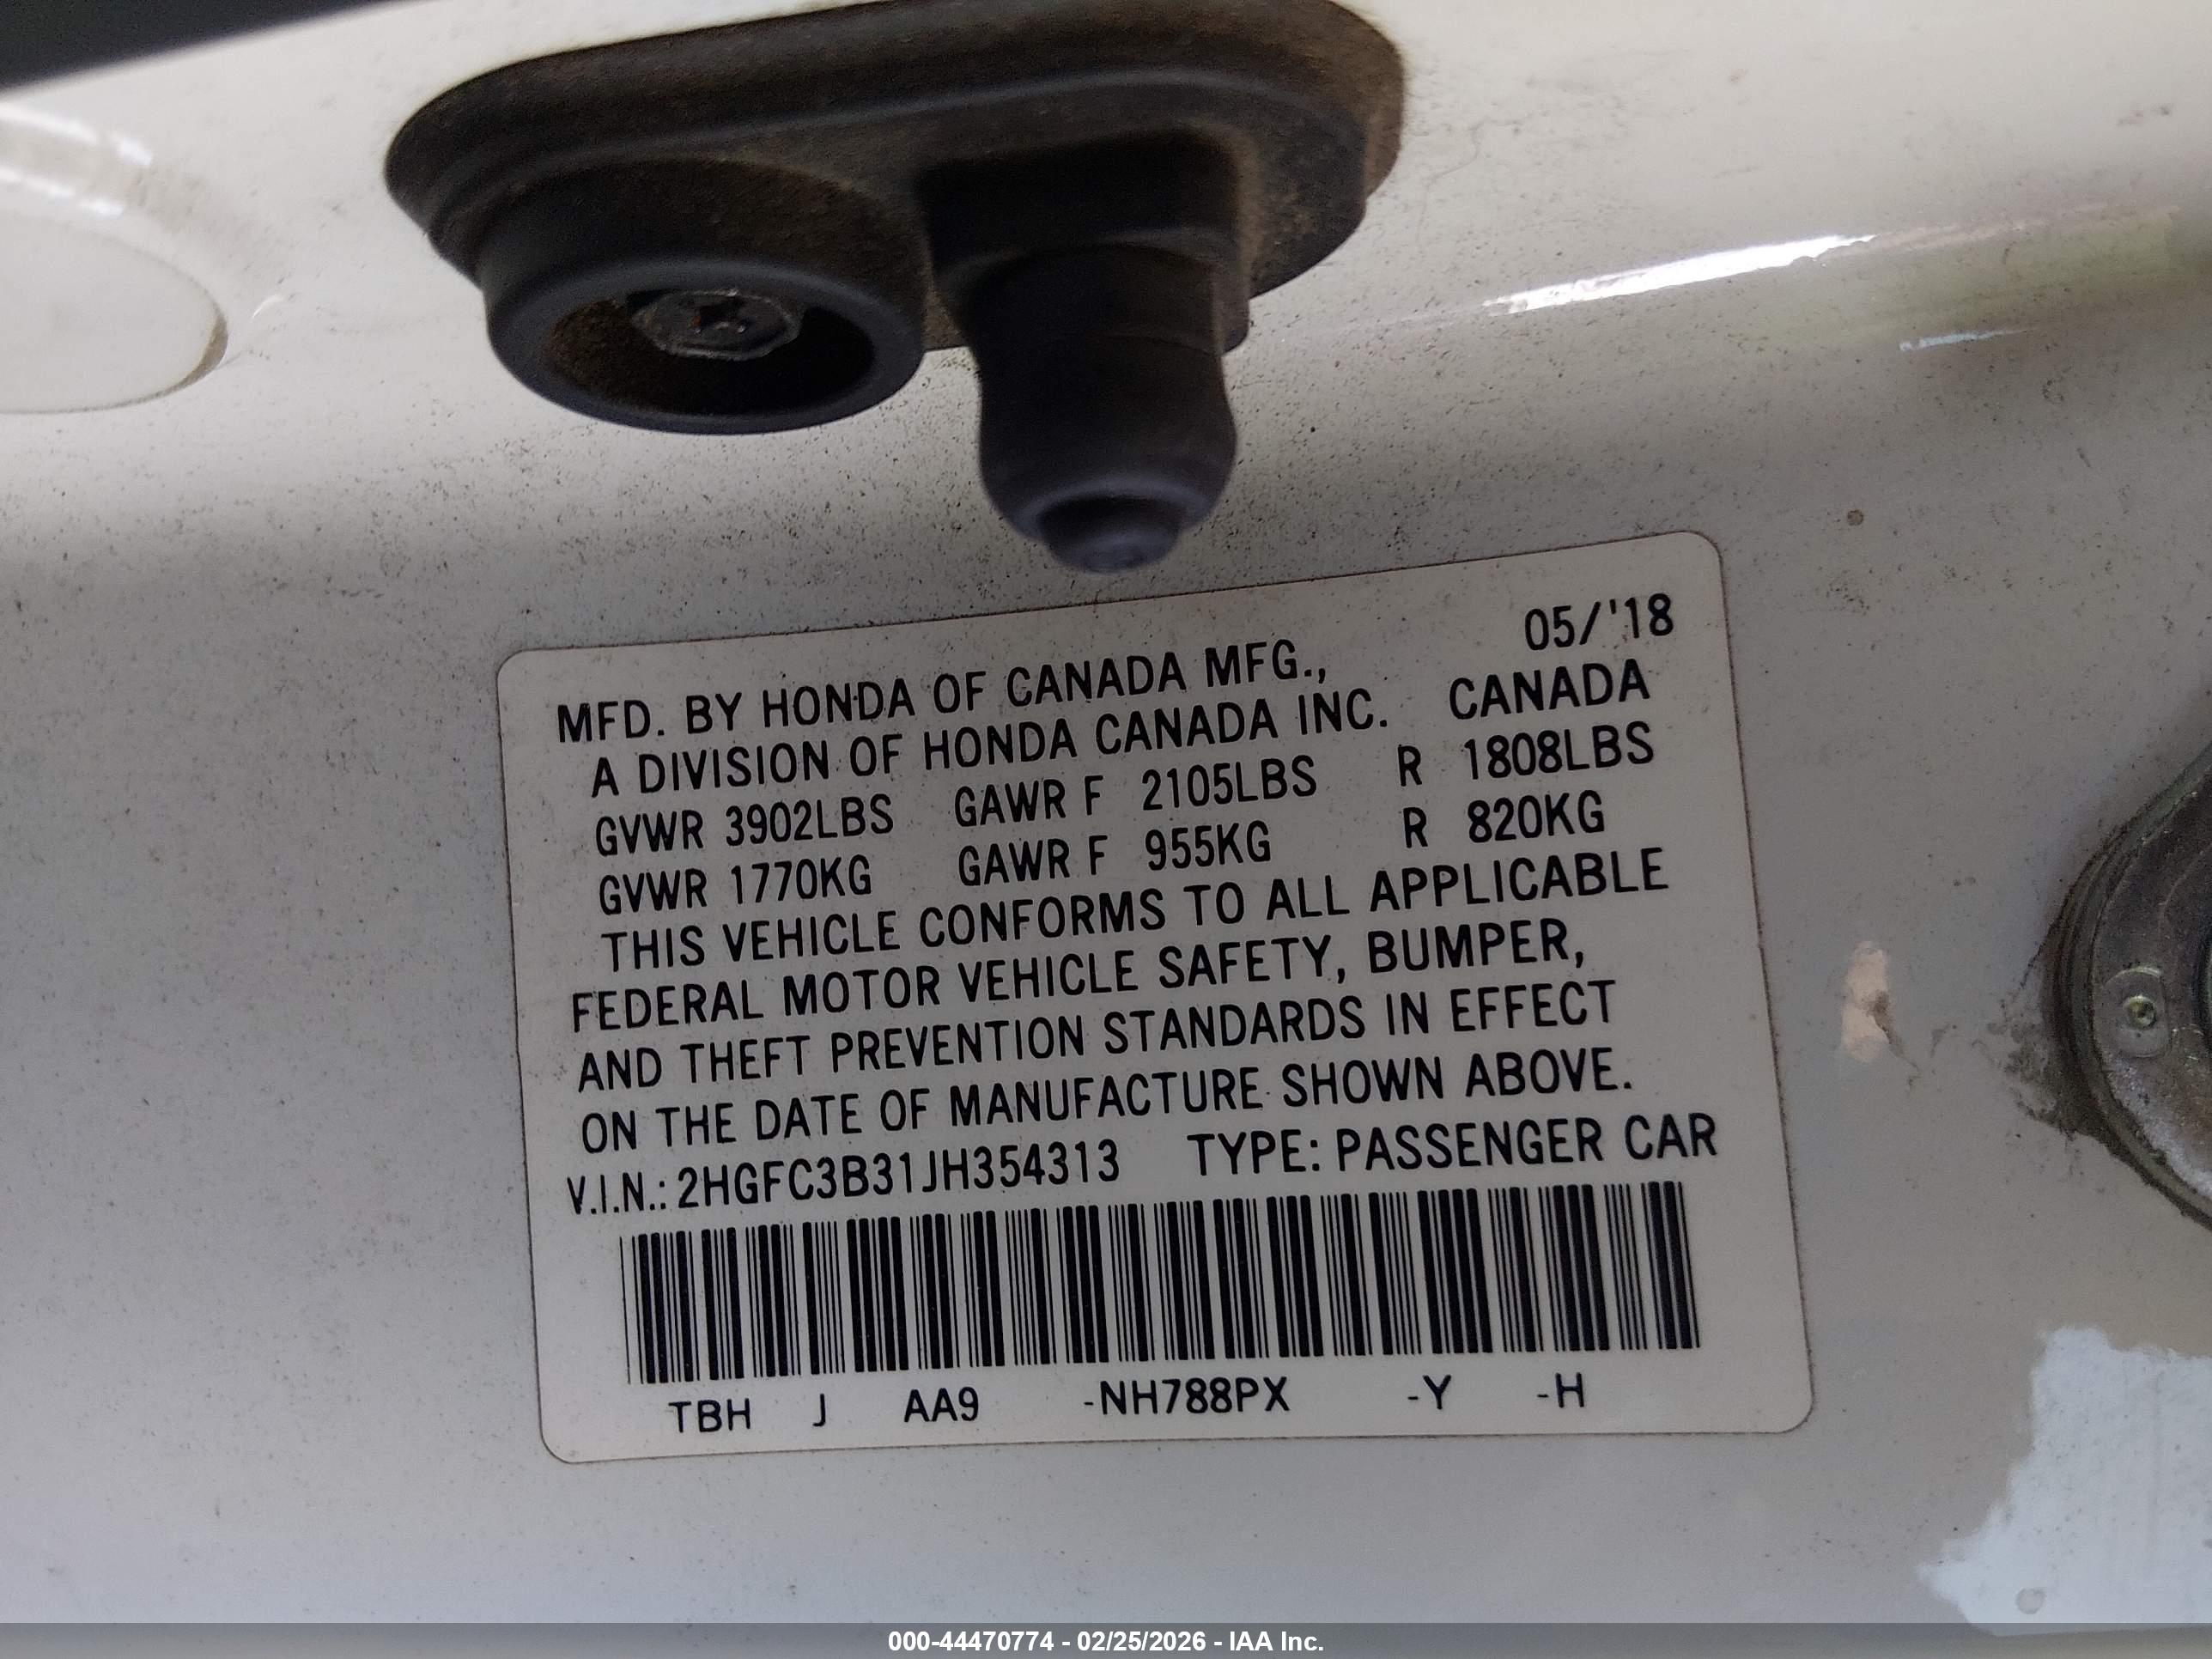 05/'18
MFD. BY HONDA OF CANADA MFG.,
A DIVISION OF HONDA CANADA INC. CANADA
GVWR 3902LBS GAWR F 2105LBS R 1808LBS
GVWR 1770KG GAWR F 955KG R 820KG
THIS VEHICLE CONFORMS TO ALL APPLICABLE
FEDERAL MOTOR VEHICLE SAFETY, BUMPER,
AND THEFT PREVENTION STANDARDS IN EFFECT
ON THE DATE OF MANUFACTURE SHOWN ABOVE.
V.I.N.: 2HGFC3B31JH354313 TYPE: PASSENGER CAR
TBH J AA9 -NH788PX -Y -H
000-44470774 - 02/25/2026 - IAA Inc.